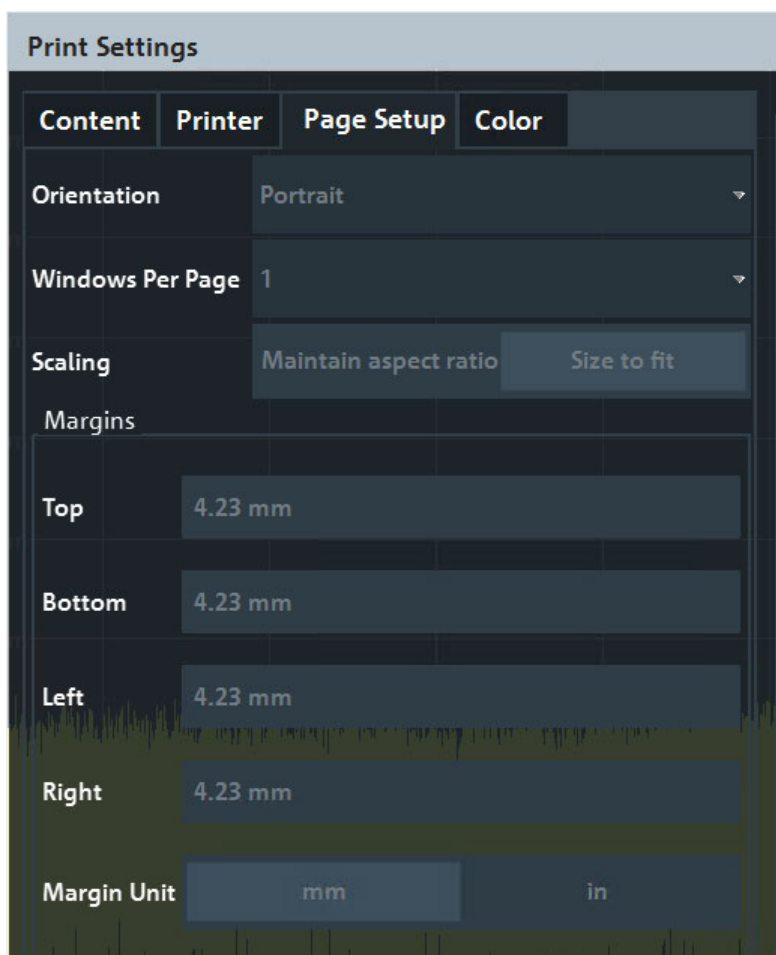 Print Settings
Content Printer Page Setup Color
Orientation Portrait
Windows Per Page 1
Scaling Maintain aspect ratio Size to fit
Margins
Top 4.23 mm
Bottom 4.23 mm
Left 4.23 mm
Right 4.23 mm
Margin Unit mm in